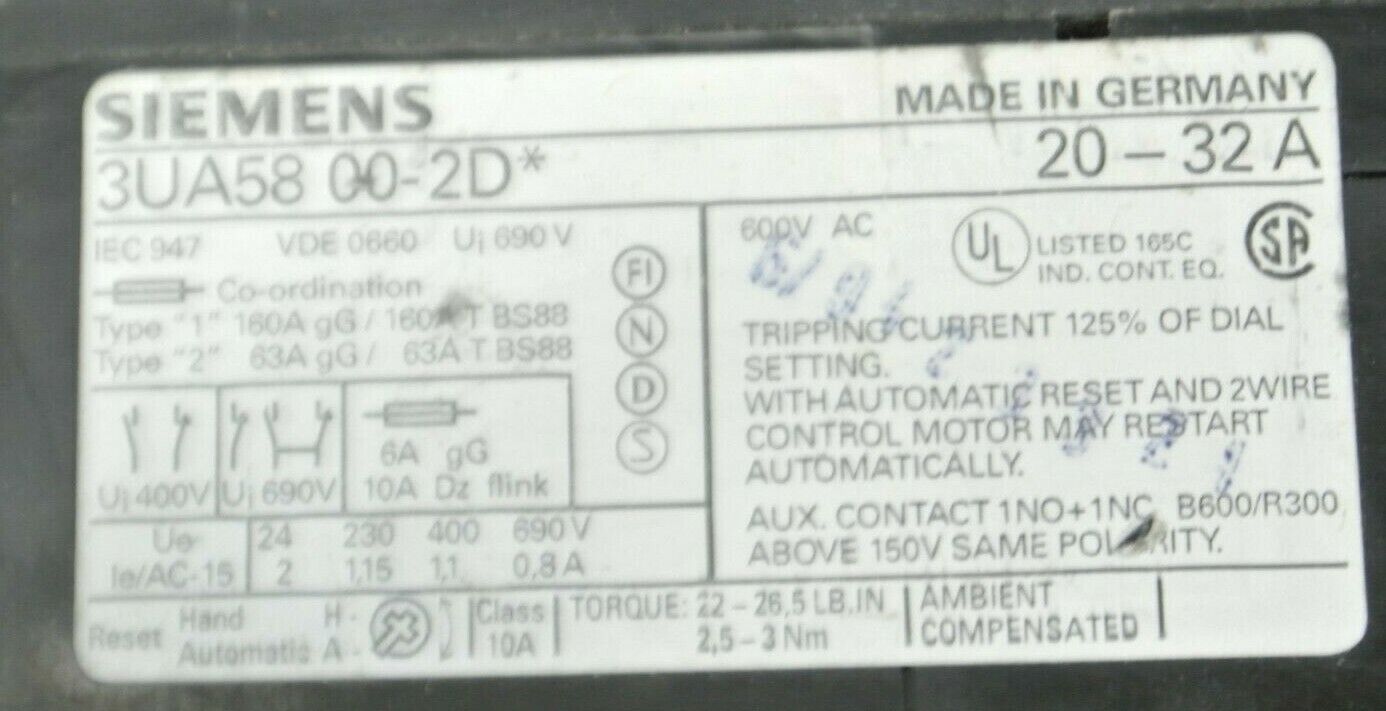 SIEMENS
MADE IN GERMANY
3UA58 00-2D*
20 – 32 A
IEC 947 VDE 0660 Ui 690 V
Co-ordination
Type "1" 160A gG / 160A T BS88
Type "2" 63A gG / 63A T BS88
FI
N
D
S
Ui 400V
Ui 690V
6A gG
10A Dz flink
Ue 24 230 400 690 V
Ie/AC-15 2 1,15 1,1 0,8 A
600V AC
UL
LISTED 165C
IND. CONT. EQ.
SA
TRIPPING CURRENT 125% OF DIAL
SETTING.
WITH AUTOMATIC RESET AND 2WIRE
CONTROL MOTOR MAY RESTART
AUTOMATICALLY.
AUX. CONTACT 1NO+1NC B600/R300
ABOVE 150V SAME POLARITY.
Reset
Hand H -
Automatic A -
Class
10A
TORQUE: 22 – 26,5 LB.IN
2,5 – 3 Nm
AMBIENT
COMPENSATED